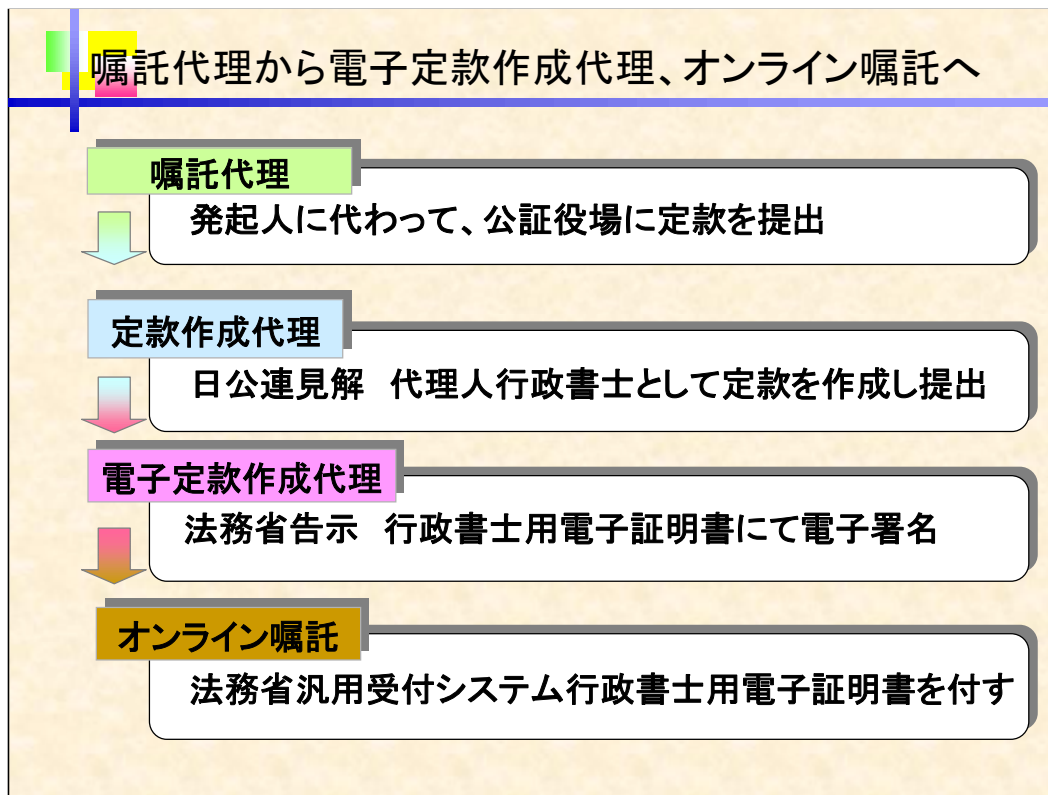 嘱託代理から電子定款作成代理、オンライン嘱託へ
嘱託代理
発起人に代わって、公証役場に定款を提出
定款作成代理
日公連見解　代理人行政書士として定款を作成し提出
電子定款作成代理
法務省告示　行政書士用電子証明書にて電子署名
オンライン嘱託
法務省汎用受付システム行政書士用電子証明書を付す